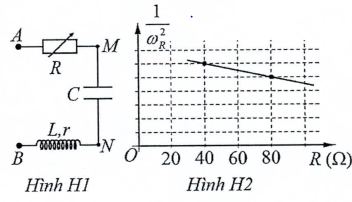 A
M
R
C
L,r
B
N
Hình H1
1/ω_R^2
O 20 40 60 80 R (Ω)
Hình H2